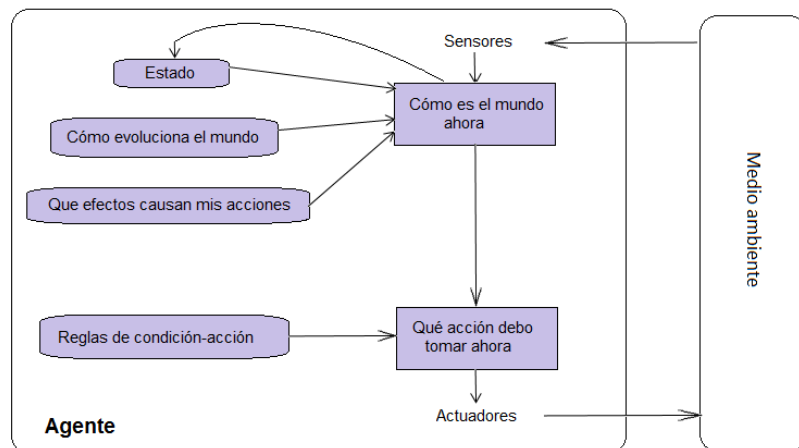 Sensores
Estado
Cómo es el mundo
ahora
Cómo evoluciona el mundo
Que efectos causan mis acciones
Medio ambiente
Reglas de condición-acción
Qué acción debo
tomar ahora
Actuadores
Agente